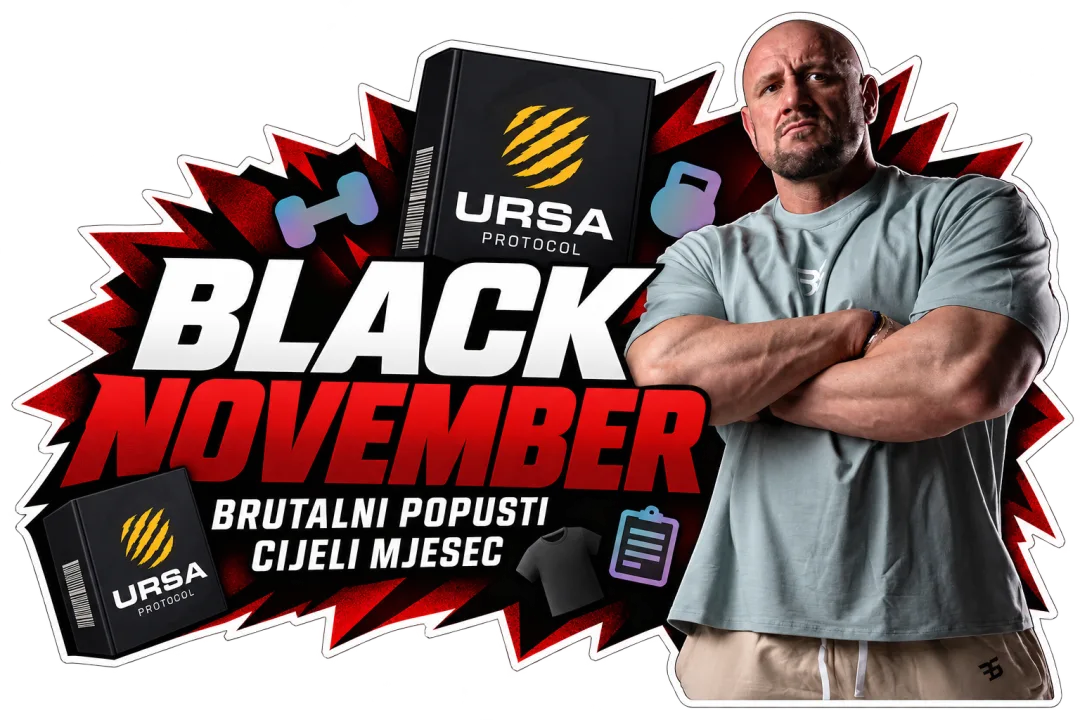 URSA
PROTOCOL
BLACK
NOVEMBER
BRUTALNI POPUSTI
CIJELI MJESEC
URSA
PROTOCOL